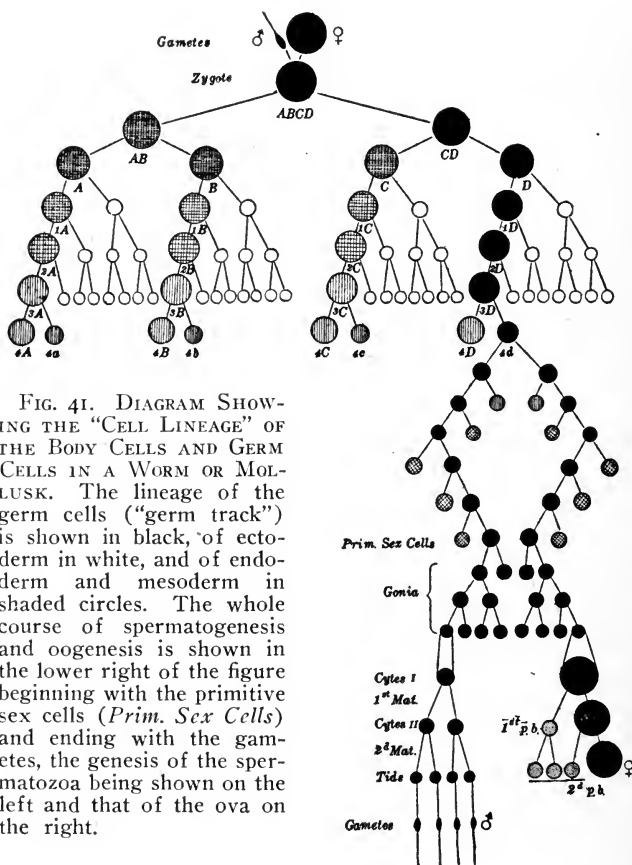 Gametes ♂ ♀
Zygote
ABCD
AB CD
A B C D
1A 1B 1C 1D
2A 2B 2C 2D
3A 3B 3C 3D
4A 4a 4B 4b 4C 4c 4D 4d
FIG. 41. DIAGRAM SHOW-
ING THE "CELL LINEAGE" OF
THE BODY CELLS AND GERM
CELLS IN A WORM OR MOL-
LUSK. The lineage of the
germ cells ("germ track")
is shown in black, of ecto-
derm in white, and of endo-
derm and mesoderm in
shaded circles. The whole
course of spermatogenesis
and oogenesis is shown in
the lower right of the figure
beginning with the primitive
sex cells (Prim. Sex Cells)
and ending with the gam-
etes, the genesis of the sper-
matozoa being shown on the
left and that of the ova on
the right.
Prim. Sex Cells
Gonia
Cytes I
1st Mat.
Cytes II 1st p.b.
2d Mat.
Tids 2d p.b. ♀
Gametes ♂